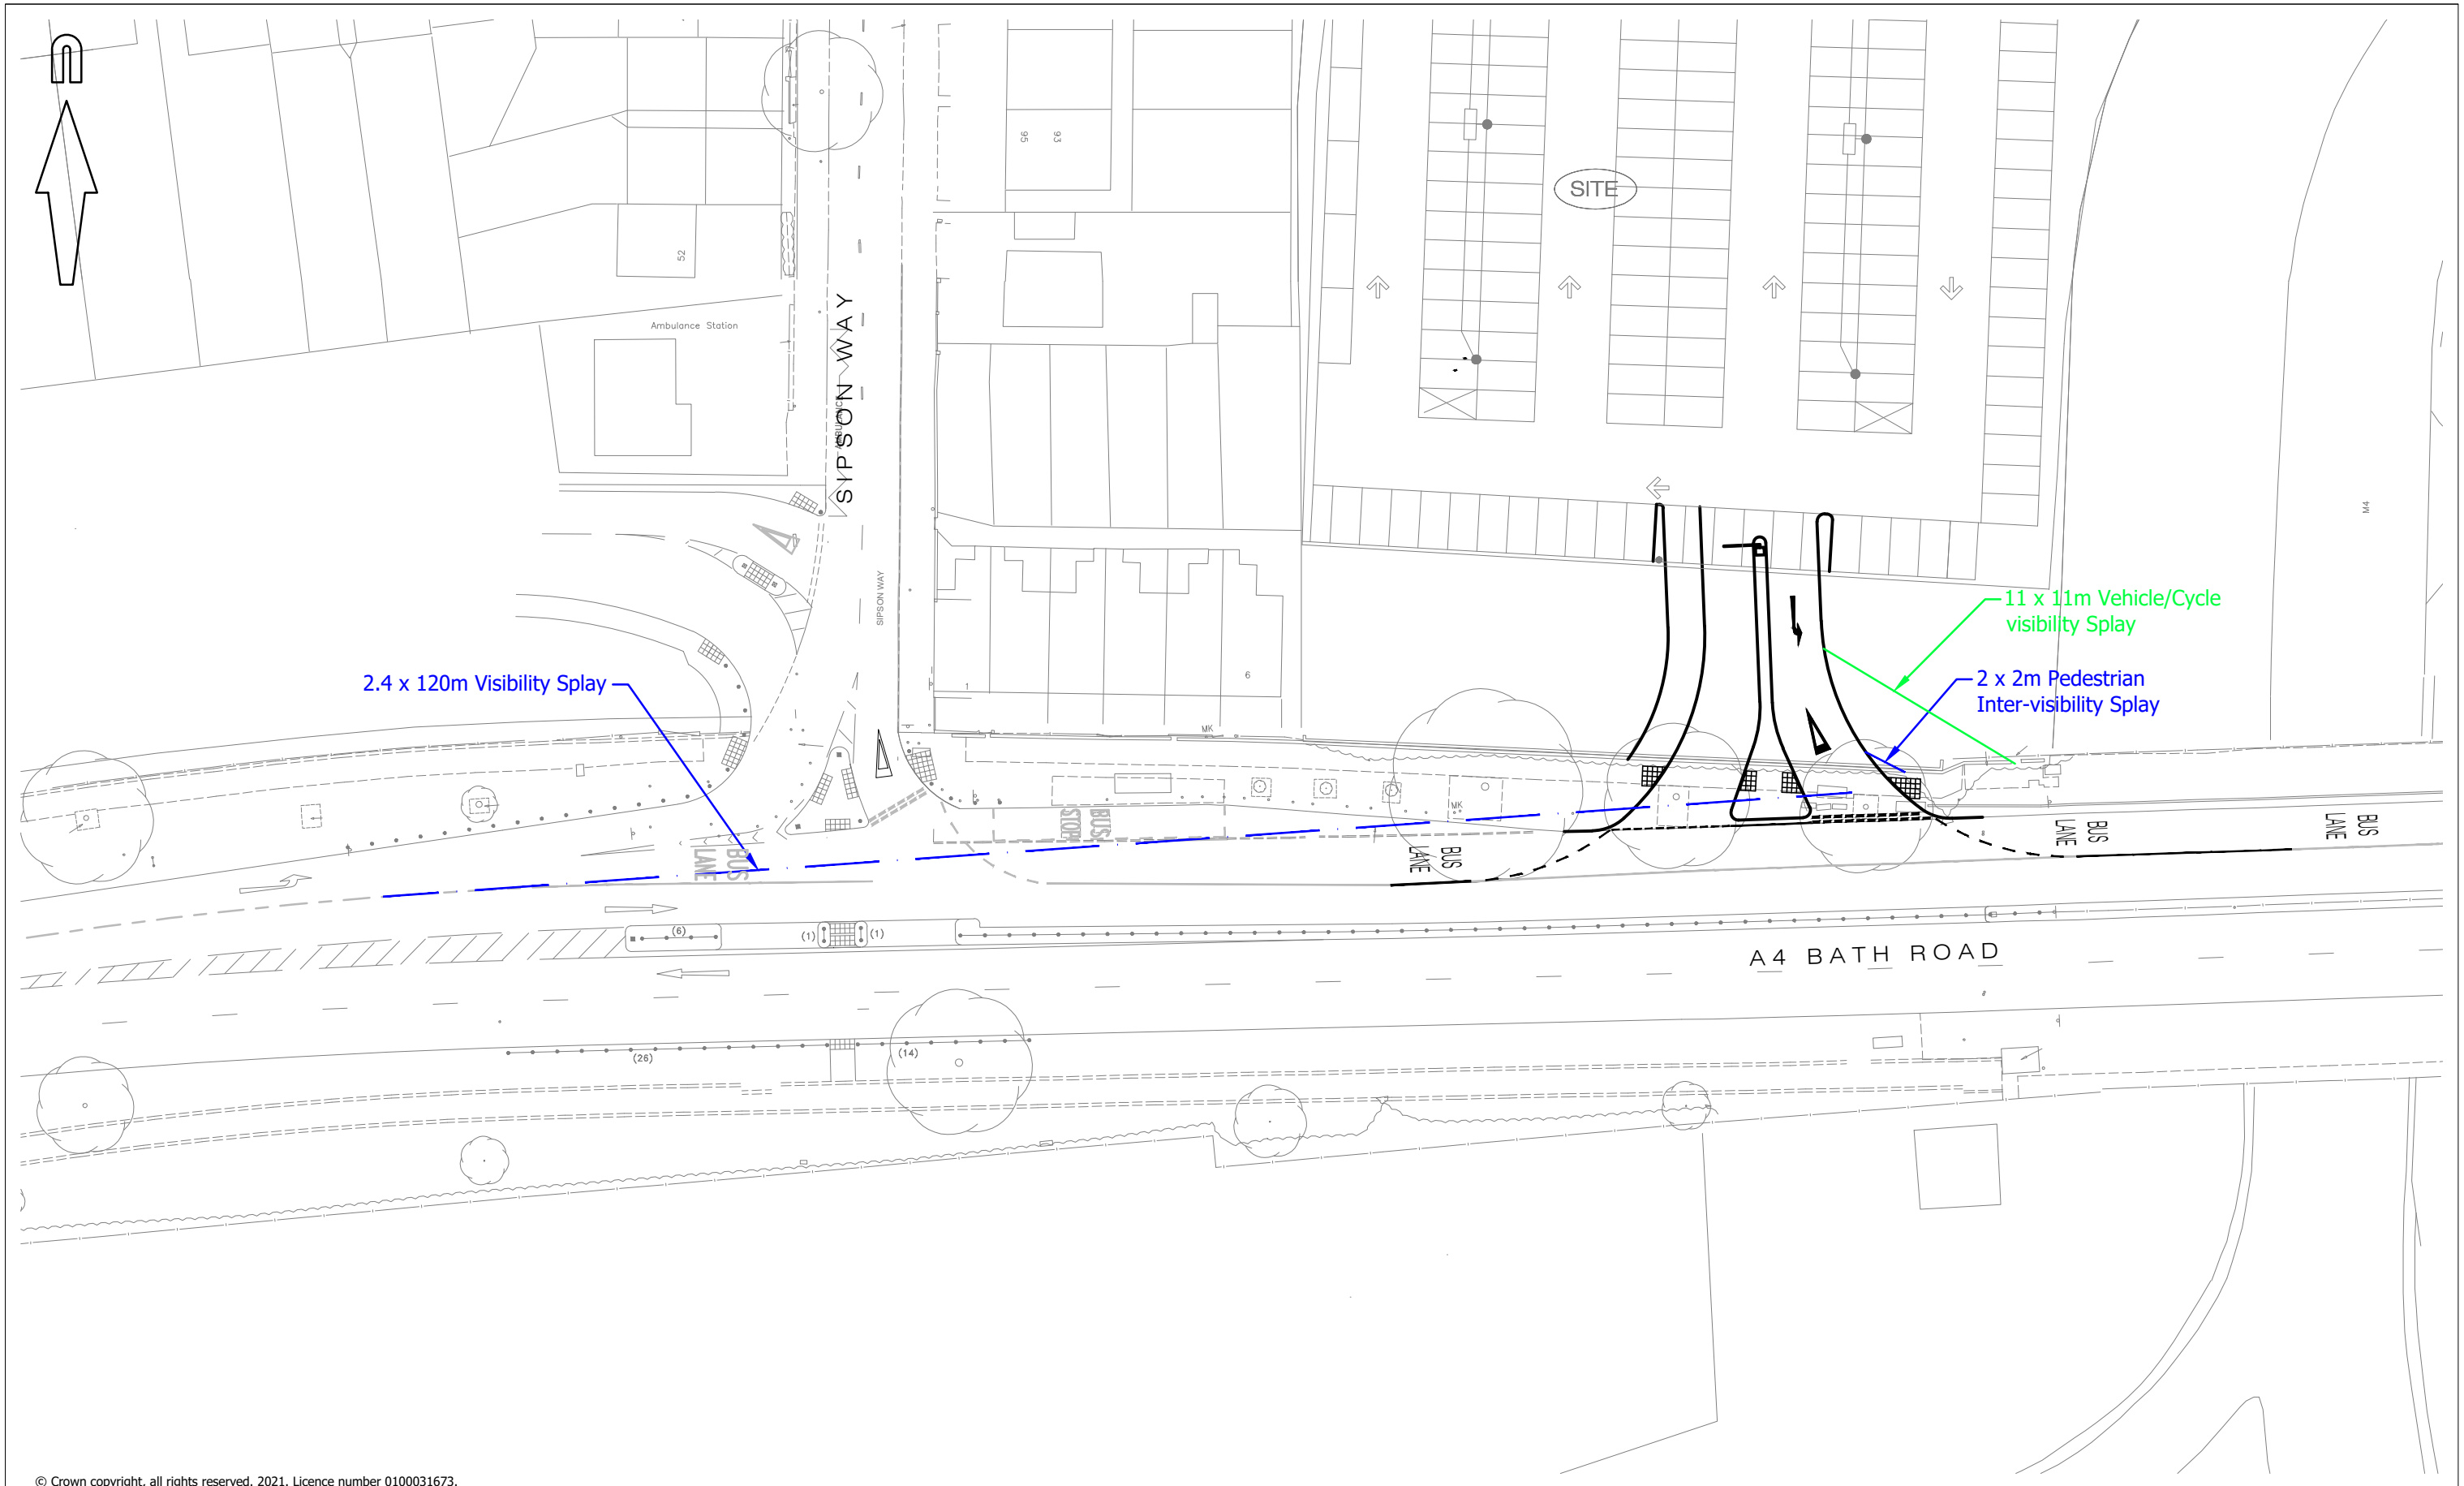 SITE
95
93
52
Ambulance Station
SIPSON WAY
AMBULANCE
SIPSON WAY
M4
11 x 11m Vehicle/Cycle
visibility Splay
2 x 2m Pedestrian
Inter-visibility Splay
2.4 x 120m Visibility Splay
1
6
MK
MK
BUS
STOP
BUS
LANE
BUS
LANE
BUS
LANE
BUS
LANE
(6)
(1)
(1)
A4 BATH ROAD
(26)
(14)
© Crown copyright, all rights reserved. 2021. Licence number 0100031673.